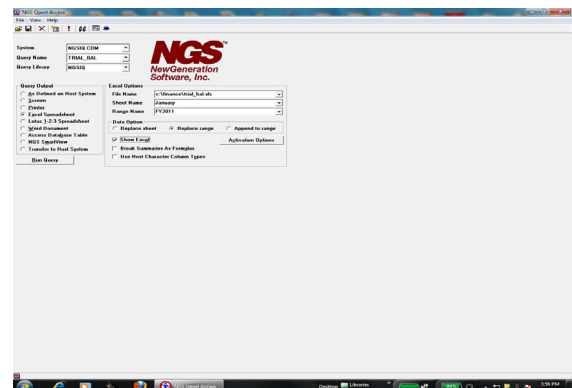 NGS Qport Access
File View Help
System NGSIQ.COM
Query Name TRIAL_BAL
Query Library NGSIQ
NGS™
NewGeneration
Software, Inc.
Query Output
As Defined on Host System
Screen
Printer
Excel Spreadsheet
Lotus 1-2-3 Spreadsheet
Word Document
Access Database Table
NGS SmartView
Transfer to Host System
Run Query
Excel Options
File Name c:\finance\trial_bal.xls
Sheet Name January
Range Name FY2011
Data Option
Replace sheet Replace range Append to range
Show Excel
Activation Options
Break Summaries As Formulas
Use Host Character Column Types
NGS Qport Access
Desktop Libraries
3:56 PM